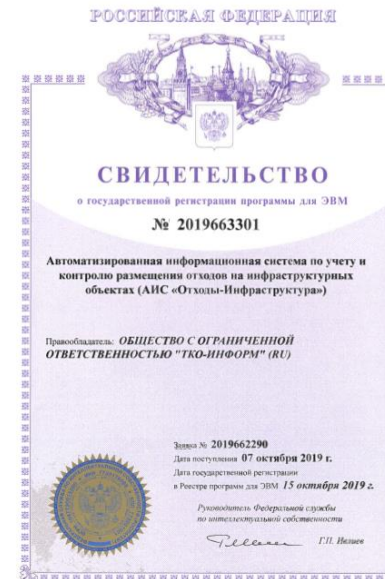 РОССИЙСКАЯ ФЕДЕРАЦИЯ
СВИДЕТЕЛЬСТВО
о государственной регистрации программы для ЭВМ
№ 2019663301
Автоматизированная информационная система по учету и
контролю размещения отходов на инфраструктурных
объектах (АИС «Отходы-Инфраструктура»)
Правообладатель: ОБЩЕСТВО С ОГРАНИЧЕННОЙ
ОТВЕТСТВЕННОСТЬЮ "ТКО-ИНФОРМ" (RU)
Заявка № 2019662290
Дата поступления 07 октября 2019 г.
Дата государственной регистрации
в Реестре программ для ЭВМ 15 октября 2019 г.
Руководитель Федеральной службы
по интеллектуальной собственности
Г.П. Ивлиев